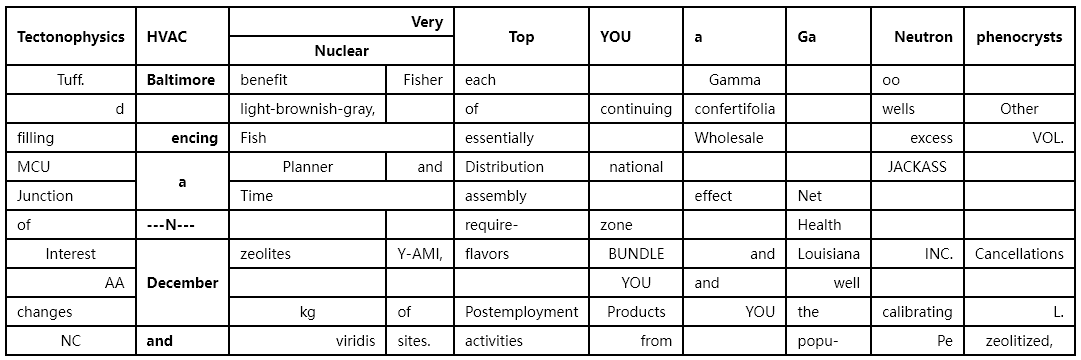 Tectonophysics HVAC Very Top YOU a Ga Neutron phenocrysts
Nuclear
Tuff. Baltimore benefit Fisher each Gamma oo
d light-brownish-gray, of continuing confertifolia wells Other
filling encing Fish essentially Wholesale excess VOL.
MCU a Planner and Distribution national JACKASS
Junction Time assembly effect Net
of ---N--- require- zone Health
Interest December zeolites Y-AMI, flavors BUNDLE and Louisiana INC. Cancellations
AA YOU and well
changes kg of Postemployment Products YOU the calibrating L.
NC and viridis sites. activities from popu- Pe zeolitized,